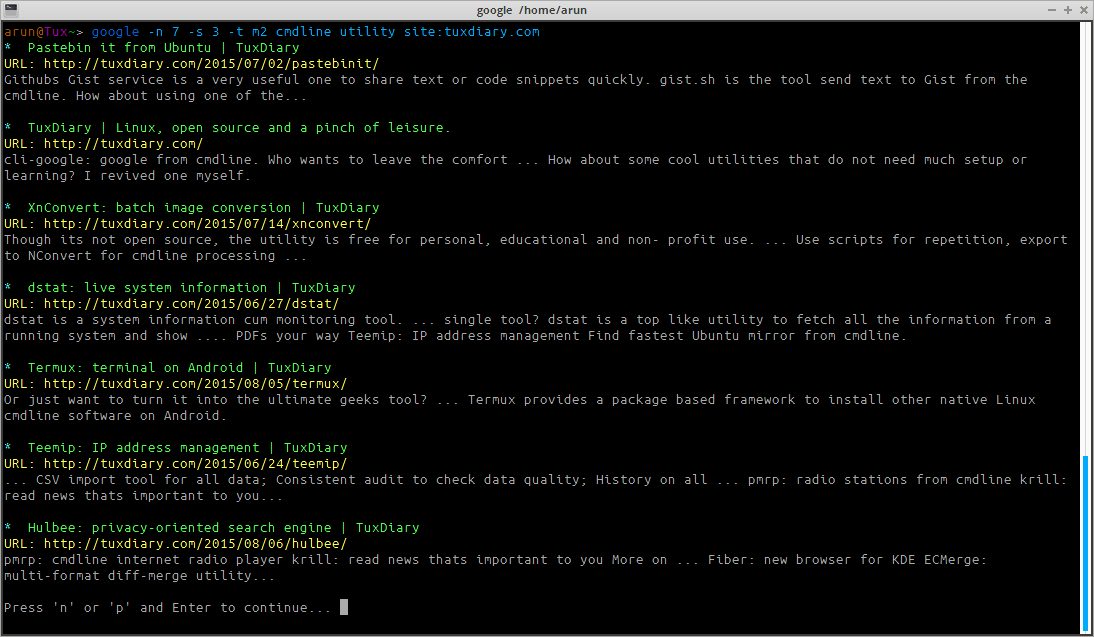 google /home/arun
arun@Tux~> google -n 7 -s 3 -t m2 cmdline utility site:tuxdiary.com
*  Pastebin it from Ubuntu | TuxDiary
URL: http://tuxdiary.com/2015/07/02/pastebinit/
Githubs Gist service is a very useful one to share text or code snippets quickly. gist.sh is the tool send text to Gist from the
cmdline. How about using one of the...
*  TuxDiary | Linux, open source and a pinch of leisure.
URL: http://tuxdiary.com/
cli-google: google from cmdline. Who wants to leave the comfort ... How about some cool utilities that do not need much setup or
learning? I revived one myself.
*  XnConvert: batch image conversion | TuxDiary
URL: http://tuxdiary.com/2015/07/14/xnconvert/
Though its not open source, the utility is free for personal, educational and non- profit use. ... Use scripts for repetition, export
to NConvert for cmdline processing ...
*  dstat: live system information | TuxDiary
URL: http://tuxdiary.com/2015/06/27/dstat/
dstat is a system information cum monitoring tool. ... single tool? dstat is a top like utility to fetch all the information from a
running system and show .... PDFs your way Teemip: IP address management Find fastest Ubuntu mirror from cmdline.
*  Termux: terminal on Android | TuxDiary
URL: http://tuxdiary.com/2015/08/05/termux/
Or just want to turn it into the ultimate geeks tool? ... Termux provides a package based framework to install other native Linux
cmdline software on Android.
*  Teemip: IP address management | TuxDiary
URL: http://tuxdiary.com/2015/06/24/teemip/
... CSV import tool for all data; Consistent audit to check data quality; History on all ... pmrp: radio stations from cmdline krill:
read news thats important to you...
*  Hulbee: privacy-oriented search engine | TuxDiary
URL: http://tuxdiary.com/2015/08/06/hulbee/
pmrp: cmdline internet radio player krill: read news thats important to you More on ... Fiber: new browser for KDE ECMerge:
multi-format diff-merge utility...
Press 'n' or 'p' and Enter to continue...